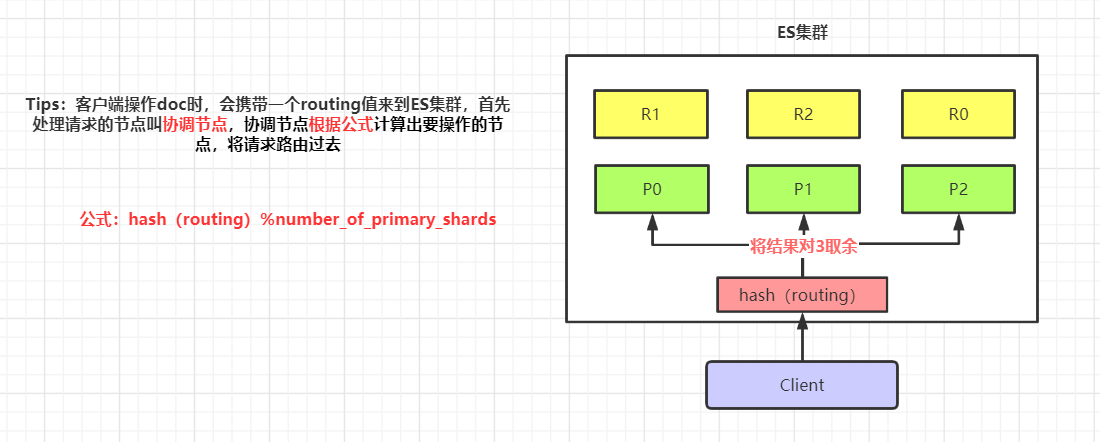 ES集群
Tips：客户端操作doc时，会携带一个routing值来到ES集群，首先
处理请求的节点叫协调节点，协调节点根据公式计算出要操作的节
点，将请求路由过去
公式：hash（routing）%number_of_primary_shards
R1
R2
R0
P0
P1
P2
将结果对3取余
hash（routing）
Client